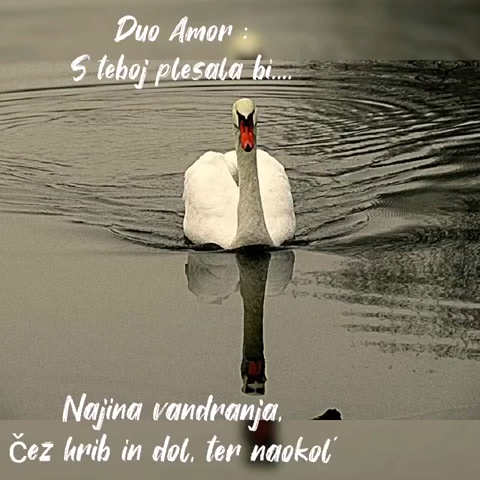 Duo Amor :
S teboj plesala bi....
Najina vandranja,
Čez hrib in dol, ter naokol'